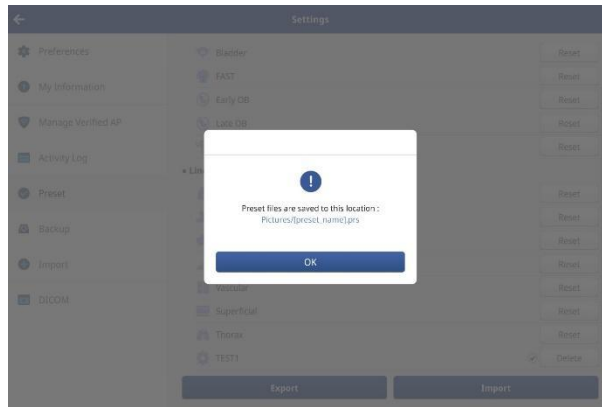 Settings
Preferences
My Information
Manage Verified AP
Activity Log
Preset
Backup
Import
DICOM
Bladder
Reset
FAST
Reset
Early OB
Reset
Late OB
Reset
Reset
Preset files are saved to this location :
Pictures/[preset_name].prs
OK
Reset
Reset
Reset
Reset
Vascular
Reset
Superficial
Reset
Thorax
Reset
TEST1
Delete
Export
Import